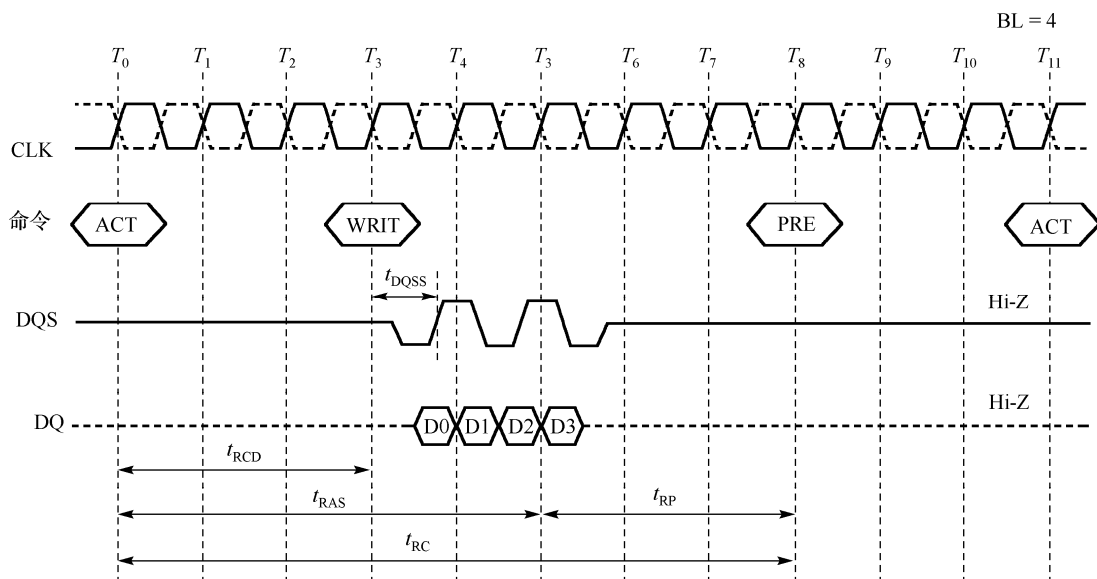 BL = 4
T0 T1 T2 T3 T4 T3 T6 T7 T8 T9 T10 T11
CLK
命令 ACT WRIT PRE ACT
tDQSS
DQS Hi-Z
DQ D0 D1 D2 D3 Hi-Z
tRCD
tRAS tRP
tRC